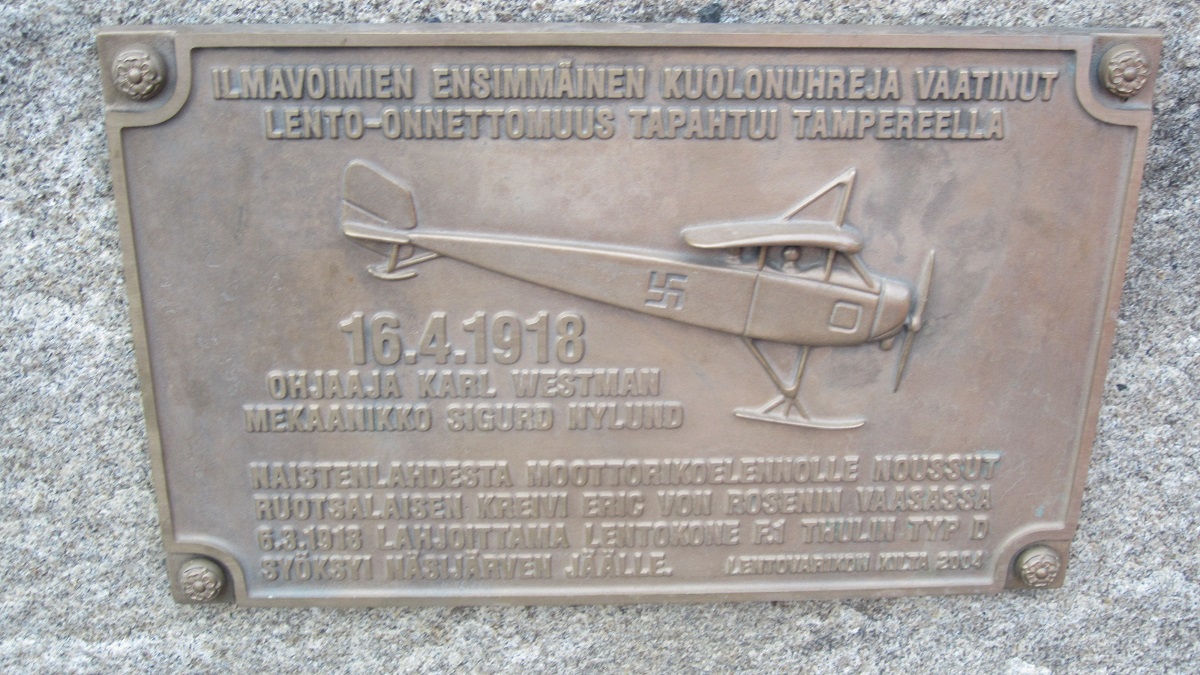 ILMAVOIMIEN ENSIMMÄINEN KUOLONUHREJA VAATINUT
LENTO-ONNETTOMUUS TAPAHTUI TAMPEREELLA
16.4.1918
OHJAAJA KARL WESTMAN
MEKAANIKKO SIGURD NYLUND
NAISTENLAHDESTA MOOTTORIKOELENNOLLE NOUSSUT
RUOTSALAISEN KREIVI ERIC VON ROSENIN VAASASSA
6.3.1918 LAHJOITTAMA LENTOKONE F.1 THULIN TYP D
SYÖKSYI NÄSIJÄRVEN JÄÄLLE. LENTOVARIKON KILTA 2004